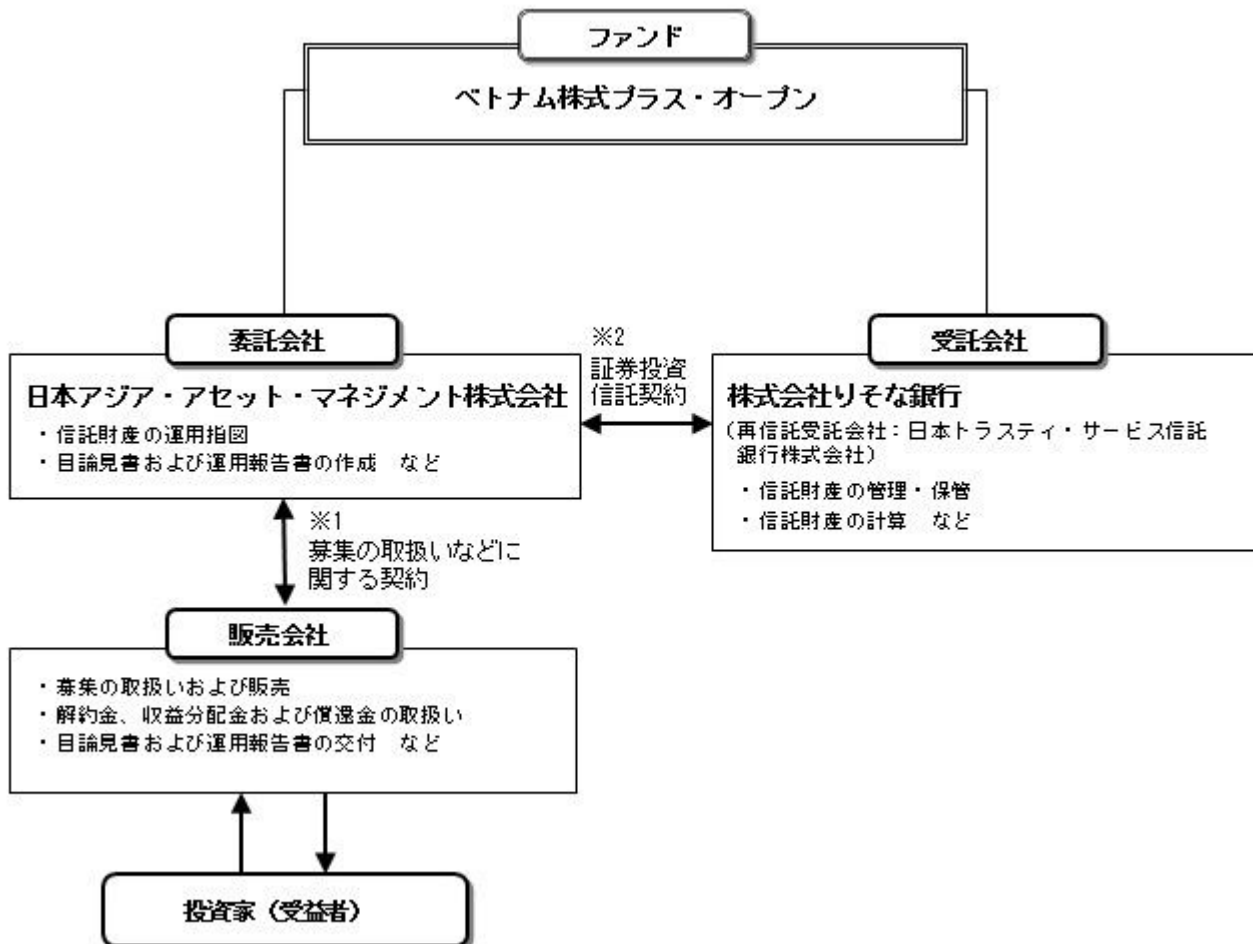 ファンド
ベトナム株式プラス・オープン
委託会社
日本アジア・アセット・マネジメント株式会社
・信託財産の運用指図
・目論見書および運用報告書の作成　など
※2
証券投資
信託契約
受託会社
株式会社りそな銀行
（再信託受託会社：日本トラスティ・サービス信託
銀行株式会社）
・信託財産の管理・保管
・信託財産の計算　など
※1
募集の取扱いなどに
関する契約
販売会社
・募集の取扱いおよび販売
・解約金、収益分配金および償還金の取扱い
・目論見書および運用報告書の交付　など
投資家（受益者）